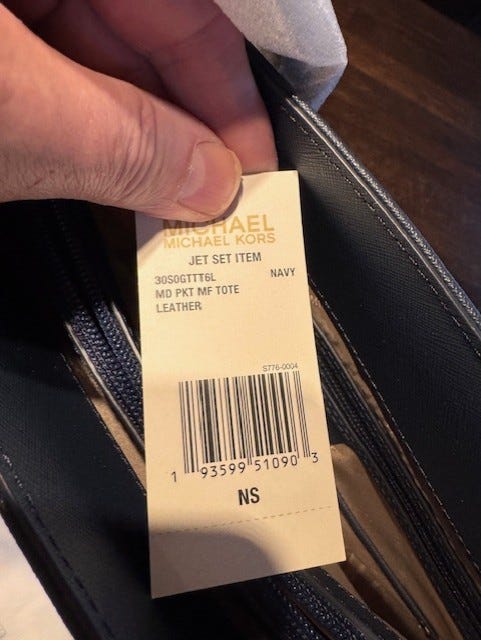 MICHAEL
MICHAEL KORS
JET SET ITEM
30S0GTTT6L NAVY
MD PKT MF TOTE
LEATHER
S776-0004
1 93599 51090 3
NS